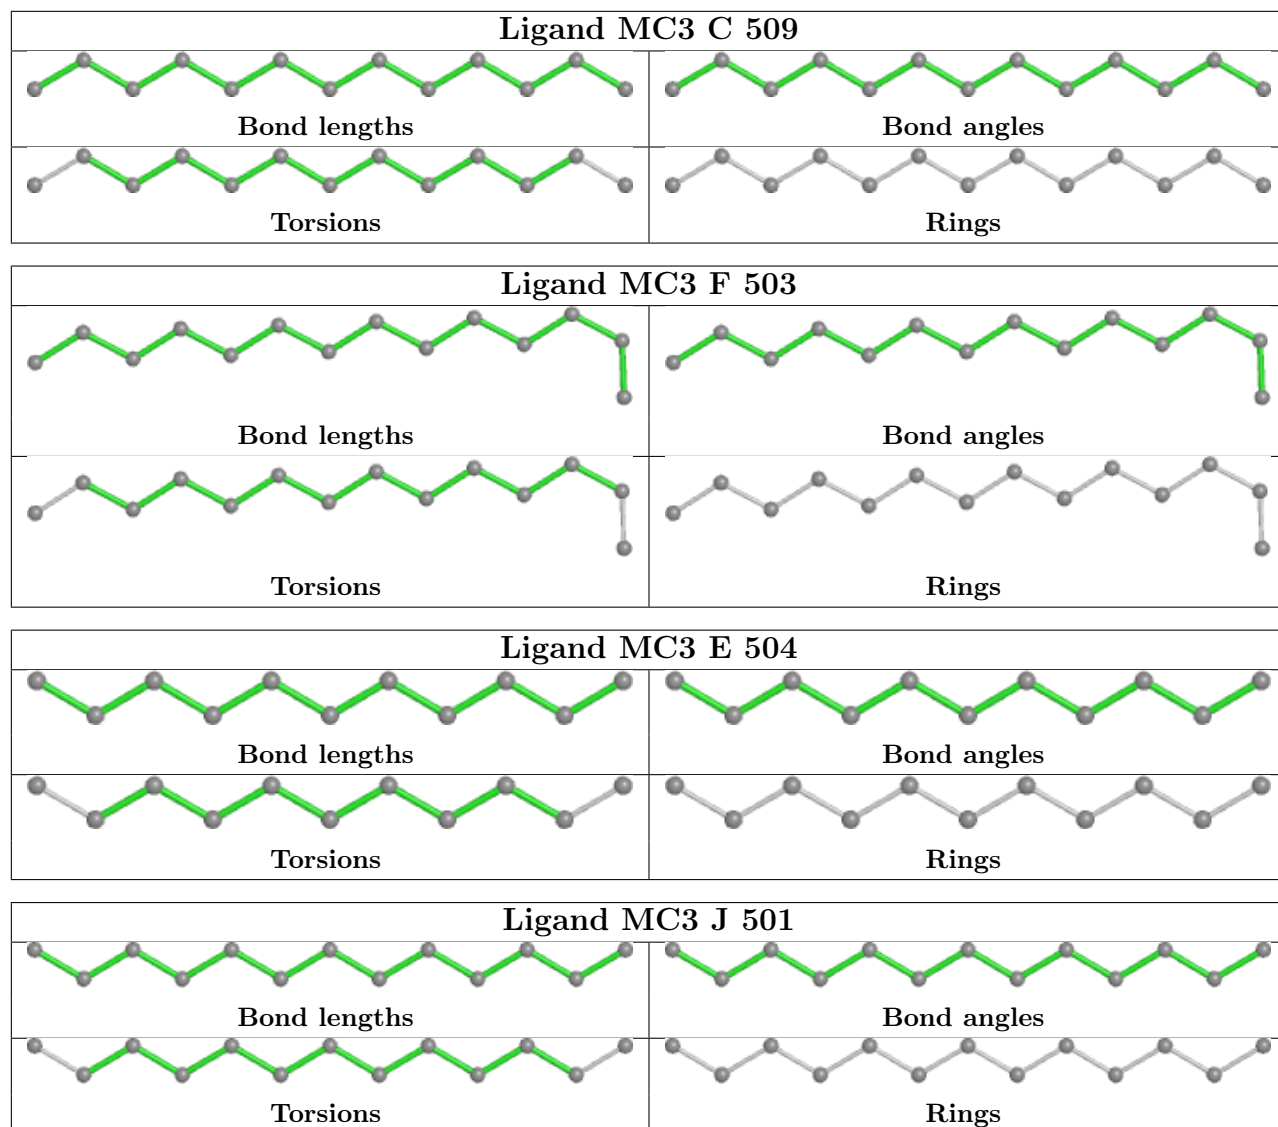 Ligand MC3 C 509
Bond lengths
Bond angles
Torsions
Rings
Ligand MC3 F 503
Bond lengths
Bond angles
Torsions
Rings
Ligand MC3 E 504
Bond lengths
Bond angles
Torsions
Rings
Ligand MC3 J 501
Bond lengths
Bond angles
Torsions
Rings